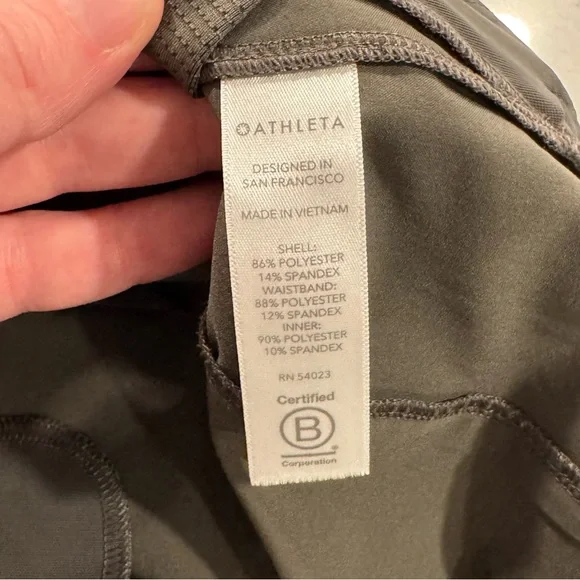 ATHLETA
DESIGNED IN
SAN FRANCISCO
MADE IN VIETNAM
SHELL:
86% POLYESTER
14% SPANDEX
WAISTBAND:
88% POLYESTER
12% SPANDEX
INNER:
90% POLYESTER
10% SPANDEX
RN 54023
Certified
B
Corporation